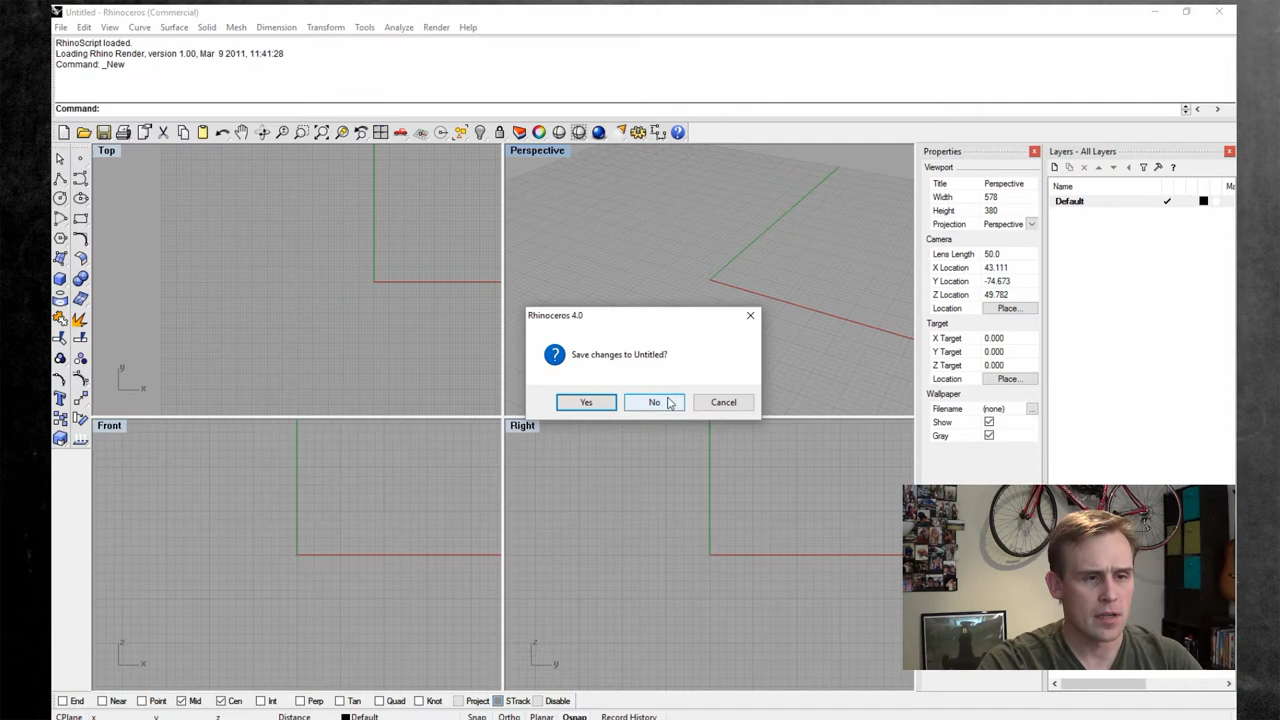 Untitled - Rhinoceros (Commercial)
File Edit View Curve Surface Solid Mesh Dimension Transform Tools Analyze Render Help
RhinoScript loaded.
Loading Rhino Render, version 1.00, Mar 9 2011, 11:41:28
Command: _New
Command:
Top
Perspective
Front
Right
y
x
z
x
z
y
Rhinoceros 4.0
Save changes to Untitled?
Yes No Cancel
Properties
Viewport
Title Perspective
Width 578
Height 380
Projection Perspective
Camera
Lens Length 50.0
X Location 43.111
Y Location -74.673
Z Location 49.782
Location Place...
Target
X Target 0.000
Y Target 0.000
Z Target 0.000
Location Place...
Wallpaper
Filename (none) ...
Show
Gray
Layers - All Layers
Name
Default
End Near Point Mid Cen Int Perp Tan Quad Knot Project STrack Disable
CPlane x y z Distance Default Snap Ortho Planar Osnap Record History